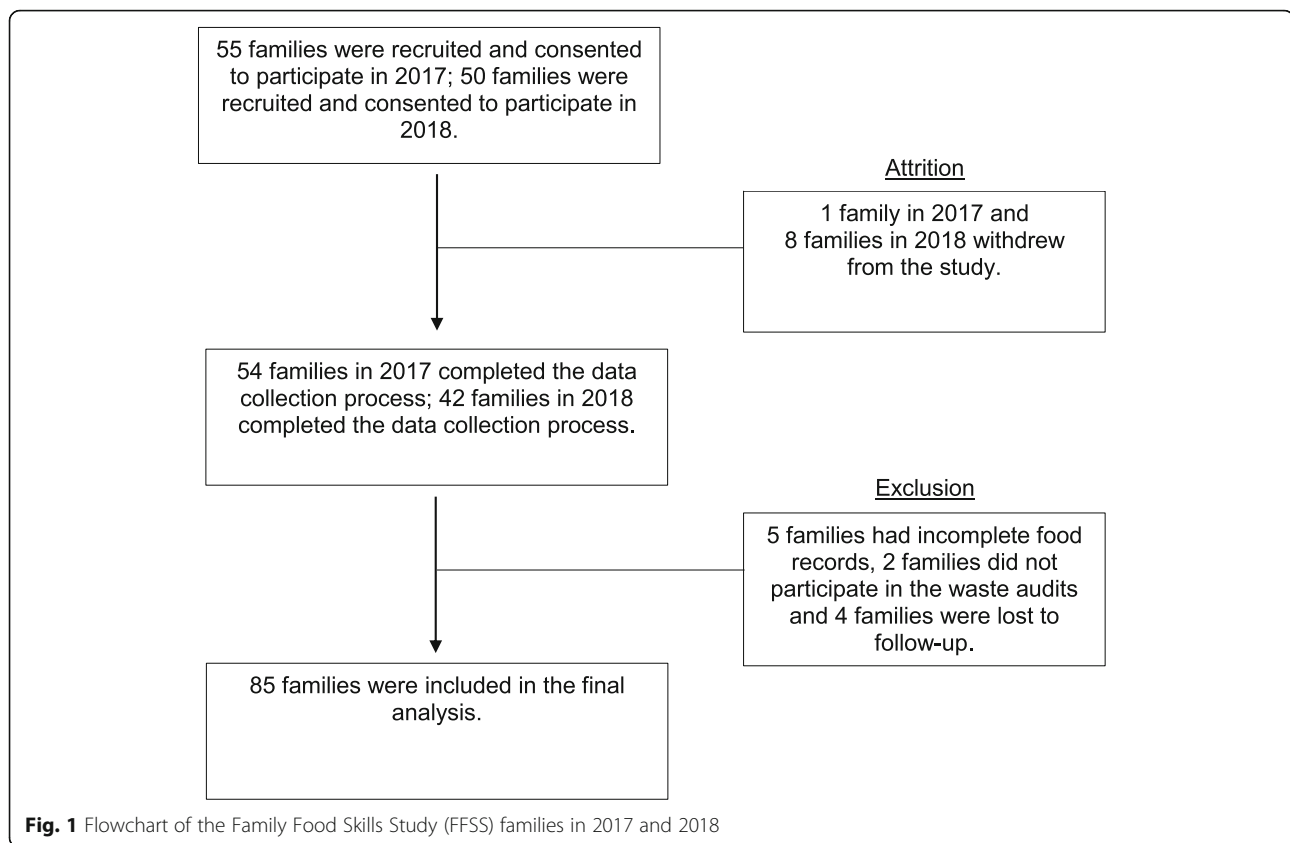 55 families were recruited and consented
to participate in 2017; 50 families were
recruited and consented to participate in
2018.
Attrition
1 family in 2017 and
8 families in 2018 withdrew
from the study.
54 families in 2017 completed the data
collection process; 42 families in 2018
completed the data collection process.
Exclusion
5 families had incomplete food
records, 2 families did not
participate in the waste audits
and 4 families were lost to
follow-up.
85 families were included in the final
analysis.
Fig. 1 Flowchart of the Family Food Skills Study (FFSS) families in 2017 and 2018